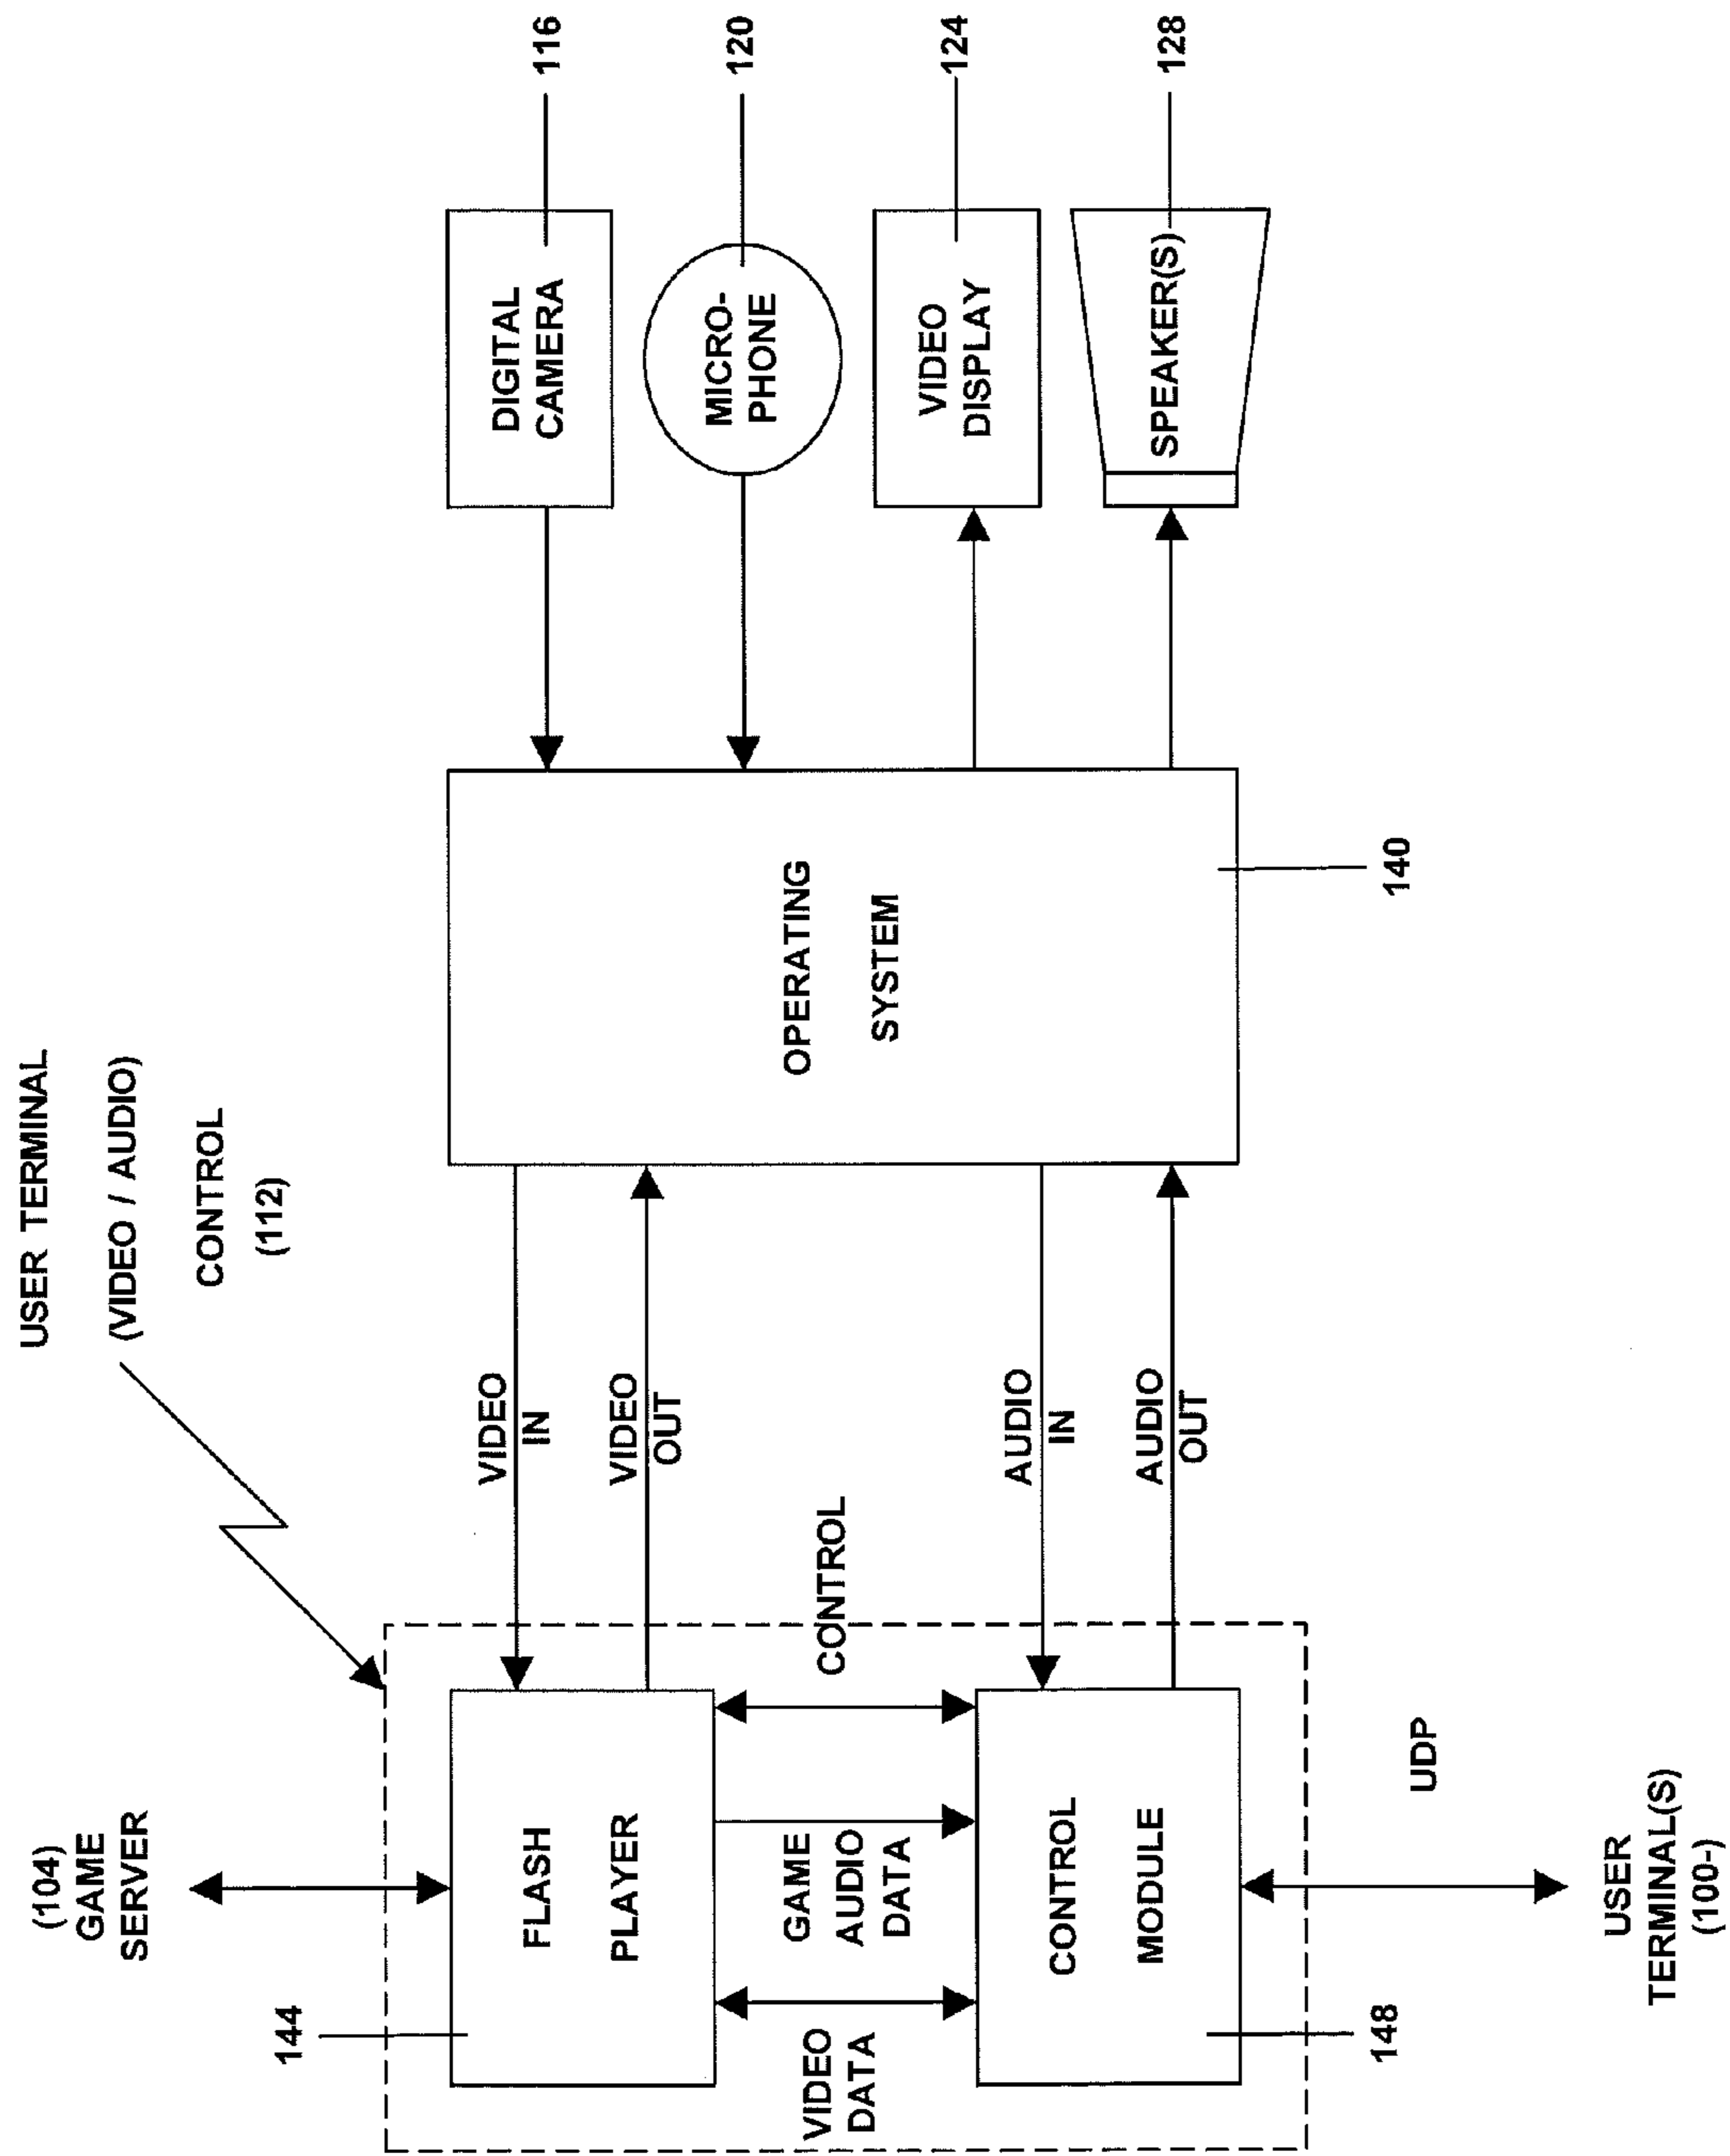 USER TERMINAL
(VIDEO / AUDIO)
CONTROL
(112)
(104)
GAME
SERVER
144
FLASH
PLAYER
VIDEO
DATA
GAME
AUDIO
DATA
CONTROL
CONTROL
MODULE
148
UDP
USER
TERMINAL(S)
(100-)
VIDEO
IN
VIDEO
OUT
AUDIO
IN
AUDIO
OUT
OPERATING
SYSTEM
140
DIGITAL
CAMERA
116
MICRO-
PHONE
120
VIDEO
DISPLAY
124
SPEAKER(S)
128